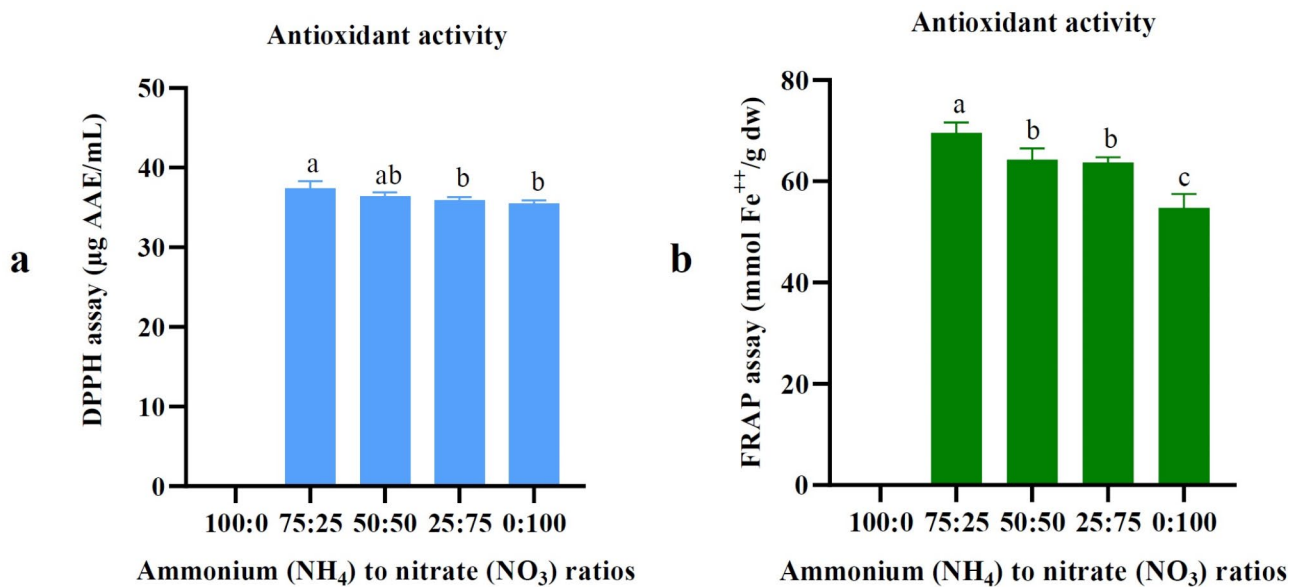 a
Antioxidant activity
DPPH assay (µg AAE/mL)
50
40
30
20
10
0
a
ab
b
b
100:0 75:25 50:50 25:75 0:100
Ammonium (NH₄) to nitrate (NO₃) ratios
b
Antioxidant activity
FRAP assay (mmol Fe⁺⁺/g dw)
80
60
40
20
0
a
b
b
c
100:0 75:25 50:50 25:75 0:100
Ammonium (NH₄) to nitrate (NO₃) ratios